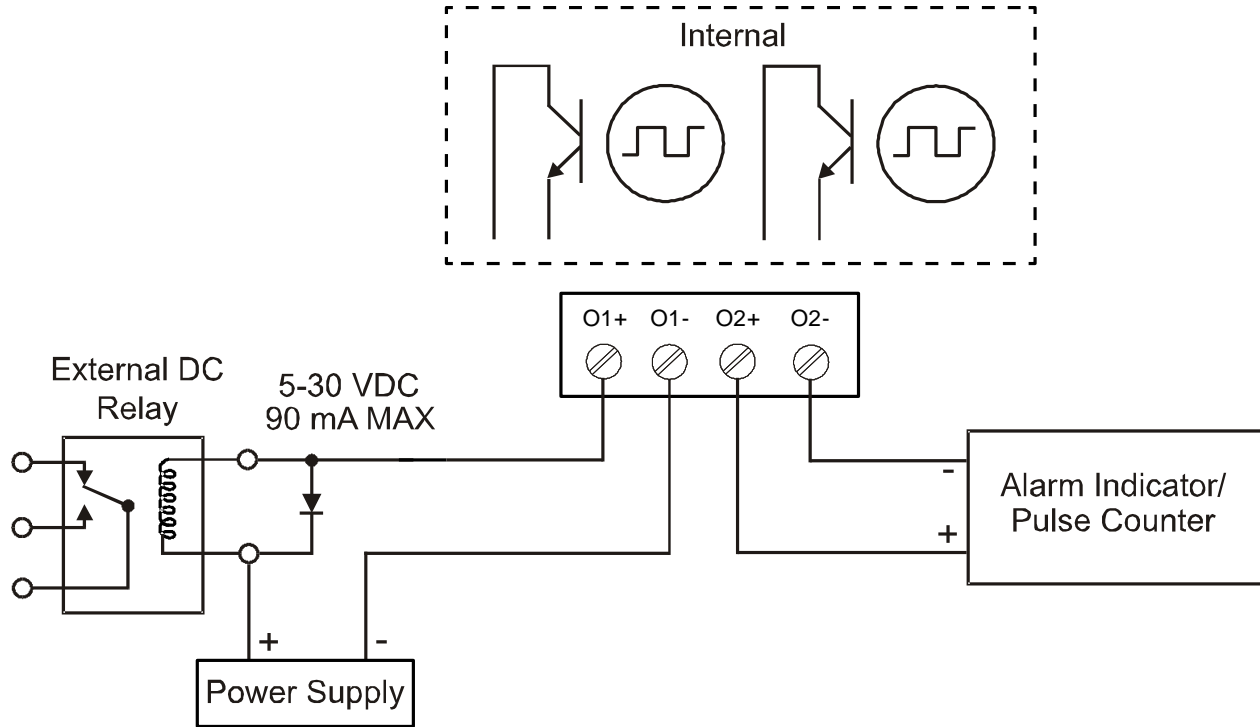 Internal
O1+ O1- O2+ O2-
External DC
Relay
5-30 VDC
90 mA MAX
-
+
Alarm Indicator/
Pulse Counter
+ -
Power Supply